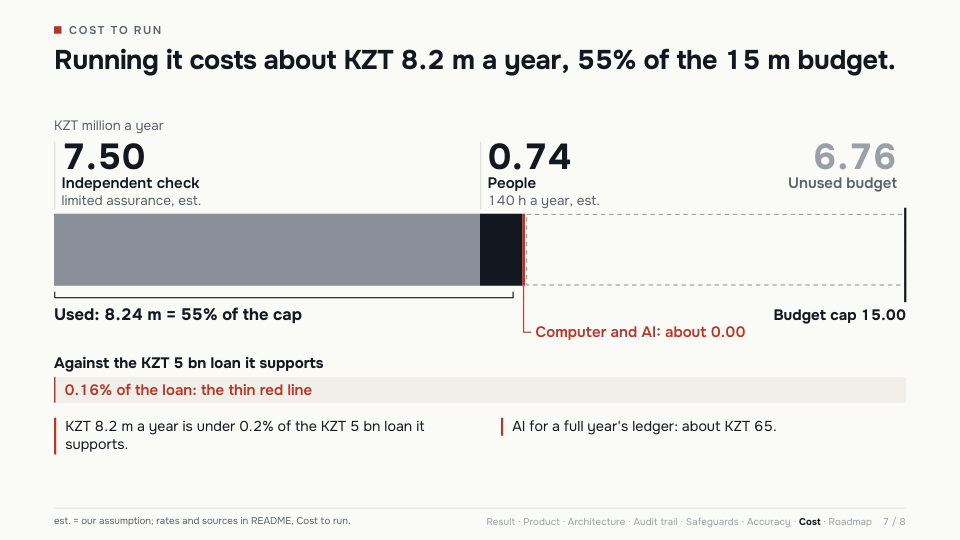 COST TO RUN
Running it costs about KZT 8.2 m a year, 55% of the 15 m budget.
KZT million a year
7.50
Independent check
limited assurance, est.
0.74
People
140 h a year, est.
6.76
Unused budget
Used: 8.24 m = 55% of the cap
Budget cap 15.00
Computer and AI: about 0.00
Against the KZT 5 bn loan it supports
0.16% of the loan: the thin red line
KZT 8.2 m a year is under 0.2% of the KZT 5 bn loan it
supports.
AI for a full year's ledger: about KZT 65.
est. = our assumption; rates and sources in README, Cost to run.
Result · Product · Architecture · Audit trail · Safeguards · Accuracy · Cost · Roadmap 7 / 8